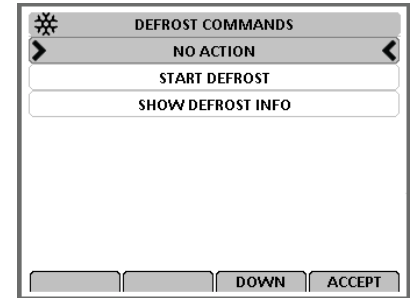 DEFROST COMMANDS
NO ACTION
START DEFROST
SHOW DEFROST INFO
DOWN ACCEPT